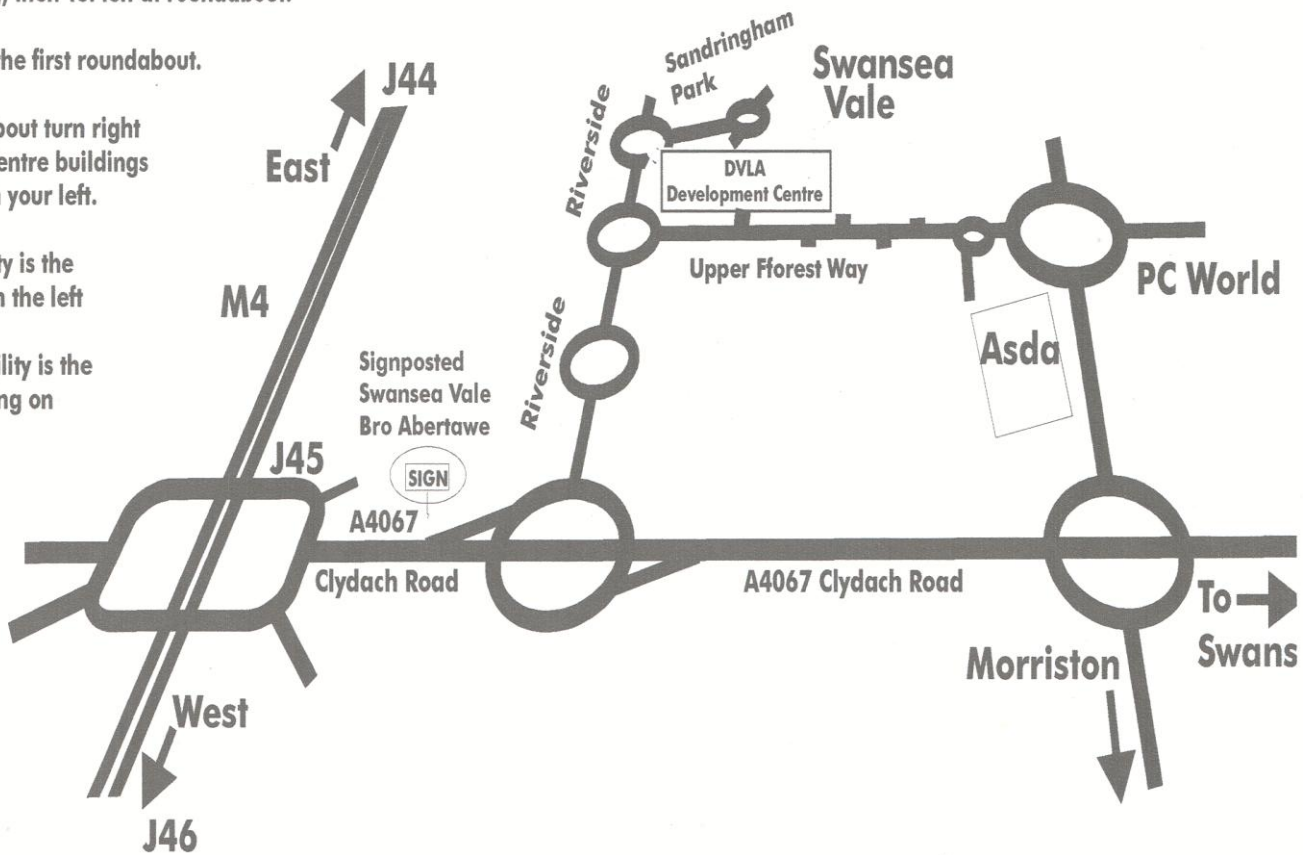 the first roundabout.
bout turn right
entre buildings
your left.
ty is the
the left
ility is the
ng on
J44
East
M4
J45
Signposted
Swansea Vale
Bro Abertawe
SIGN
A4067
Clydach Road
West
J46
Riverside
Riverside
Sandringham
Park
Swansea
Vale
DVLA
Development Centre
Upper Fforest Way
PC World
Asda
A4067 Clydach Road
To
Swans
Morriston